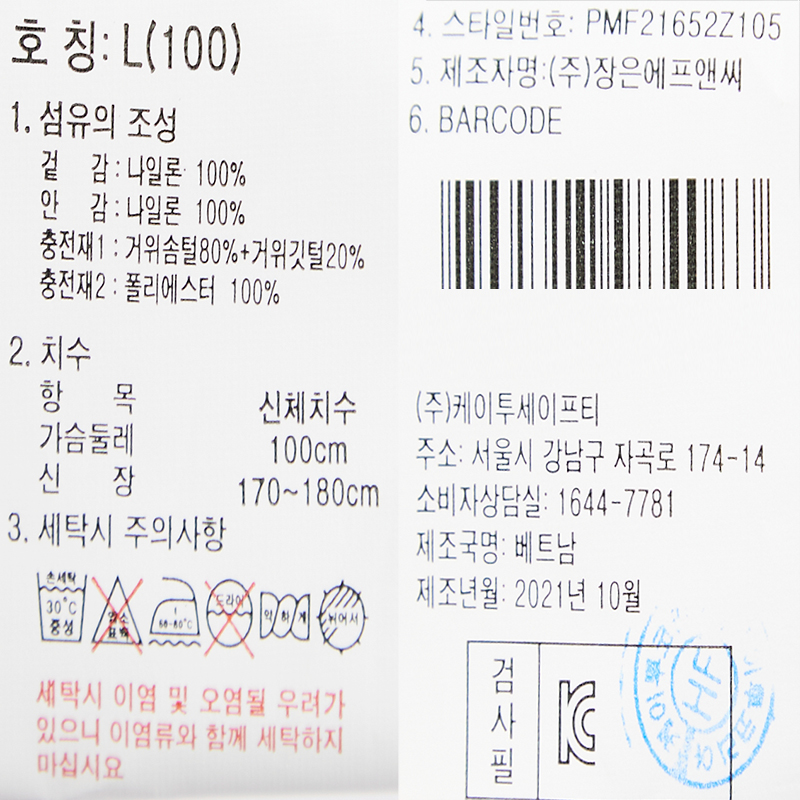 호 칭: L(100)
1. 섬유의 조성
겉 감 : 나일론 100%
안 감 : 나일론 100%
충전재1 : 거위솜털80%+거위깃털20%
충전재2 : 폴리에스터 100%
2. 치수
항 목 신체치수
가슴둘레 100cm
신 장 170~180cm
3. 세탁시 주의사항
손세탁
30°C
중성
염소
표백
드라이
약하게
뉘어서
세탁시 이염 및 오염될 우려가
있으니 이염류와 함께 세탁하지
마십시요
4. 스타일번호: PMF21652Z105
5. 제조자명:(주)장은에프앤씨
6. BARCODE
(주)케이투세이프티
주소: 서울시 강남구 자곡로 174-14
소비자상담실: 1644-7781
제조국명: 베트남
제조년월: 2021년 10월
검사필